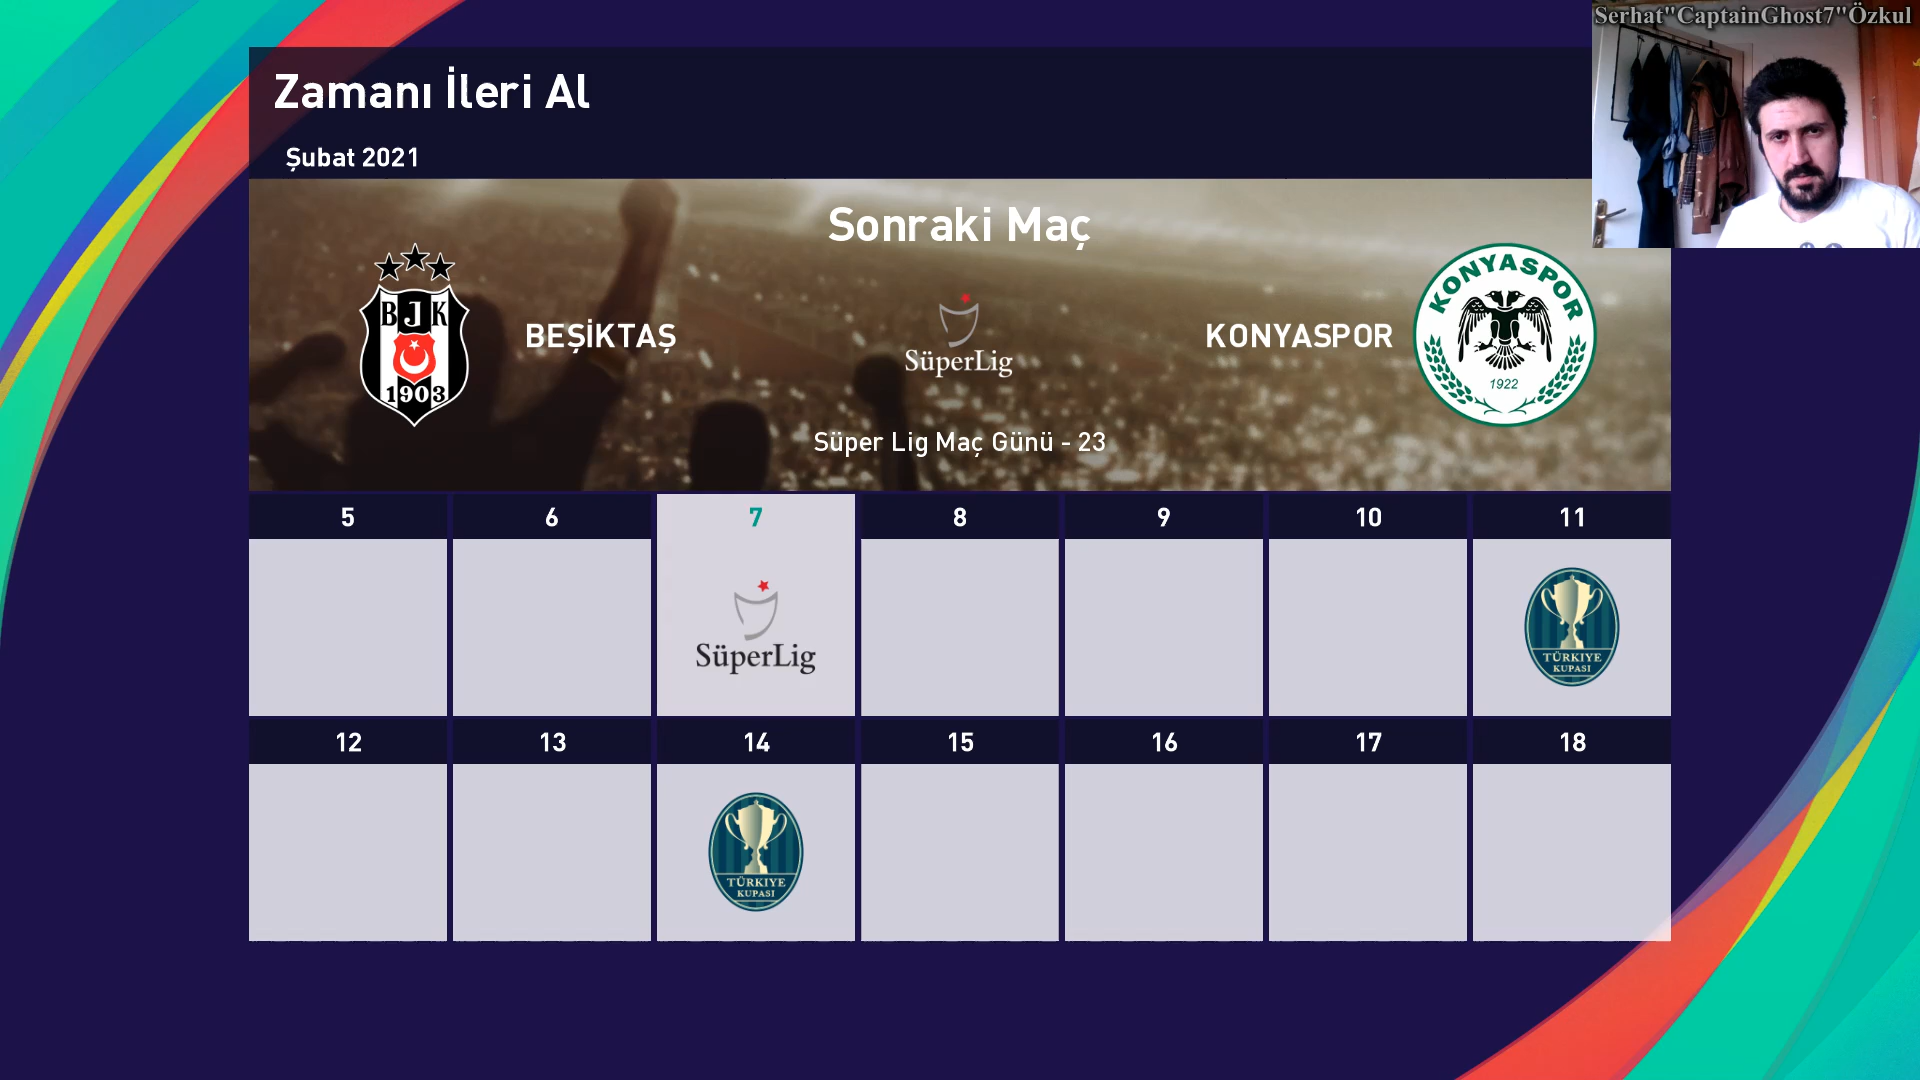 Serhat"CaptainGhost7"Özkul
Zamanı İleri Al
Şubat 2021
Sonraki Maç
BJK
1903
BEŞİKTAŞ
SüperLig
KONYASPOR
KONYASPOR
1922
Süper Lig Maç Günü - 23
5 6 7 8 9 10 11
SüperLig
TÜRKİYE
KUPASI
12 13 14 15 16 17 18
TÜRKİYE
KUPASI